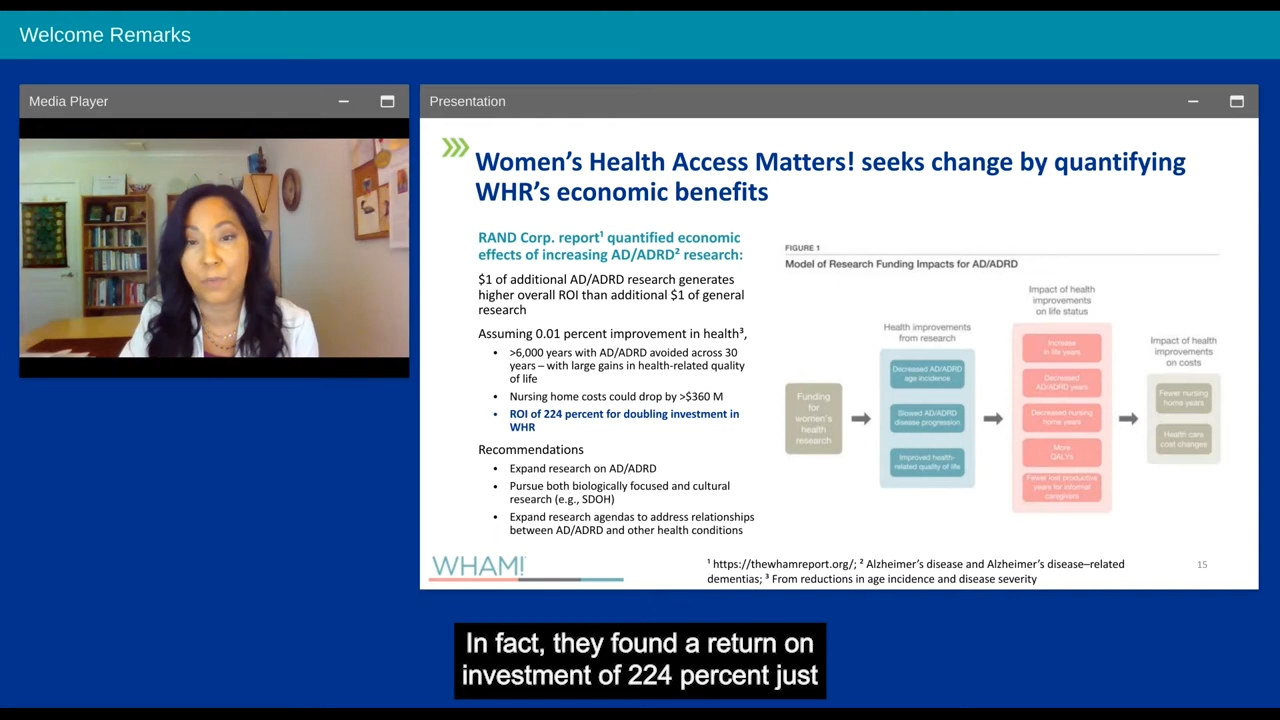 Welcome Remarks
Media Player
Presentation
Women's Health Access Matters! seeks change by quantifying
WHR's economic benefits
RAND Corp. report¹ quantified economic
effects of increasing AD/ADRD² research:
$1 of additional AD/ADRD research generates
higher overall ROI than additional $1 of general
research
Assuming 0.01 percent improvement in health³,
• >6,000 years with AD/ADRD avoided across 30
years – with large gains in health-related quality
of life
• Nursing home costs could drop by >$360 M
• ROI of 224 percent for doubling investment in
WHR
Recommendations
• Expand research on AD/ADRD
• Pursue both biologically focused and cultural
research (e.g., SDOH)
• Expand research agendas to address relationships
between AD/ADRD and other health conditions
FIGURE 1
Model of Research Funding Impacts for AD/ADRD
Funding
for
women's
health
research
Health improvements
from research
Decreased AD/ADRD
age incidence
Slowed AD/ADRD
disease progression
Improved health-
related quality of life
Impact of health
improvements
on life status
Increase
in life years
Decreased
AD/ADRD years
Decreased nursing
home years
More
QALYs
Fewer lost productive
years for informal
caregivers
Impact of health
improvements
on costs
Fewer nursing
home years
Health care
cost changes
WHAM!
¹ https://thewhamreport.org/; ² Alzheimer's disease and Alzheimer's disease–related
dementias; ³ From reductions in age incidence and disease severity
15
In fact, they found a return on
investment of 224 percent just